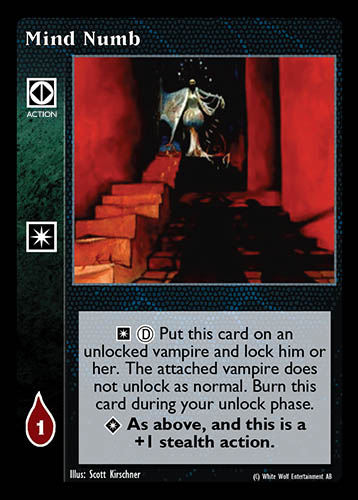 Mind Numb
ACTION
Ⓓ Put this card on an
unlocked vampire and lock him or
her. The attached vampire does
not unlock as normal. Burn this
card during your unlock phase.
As above, and this is a
+1 stealth action.
1
Illus: Scott Kirschner
(C) White Wolf Entertainment AB